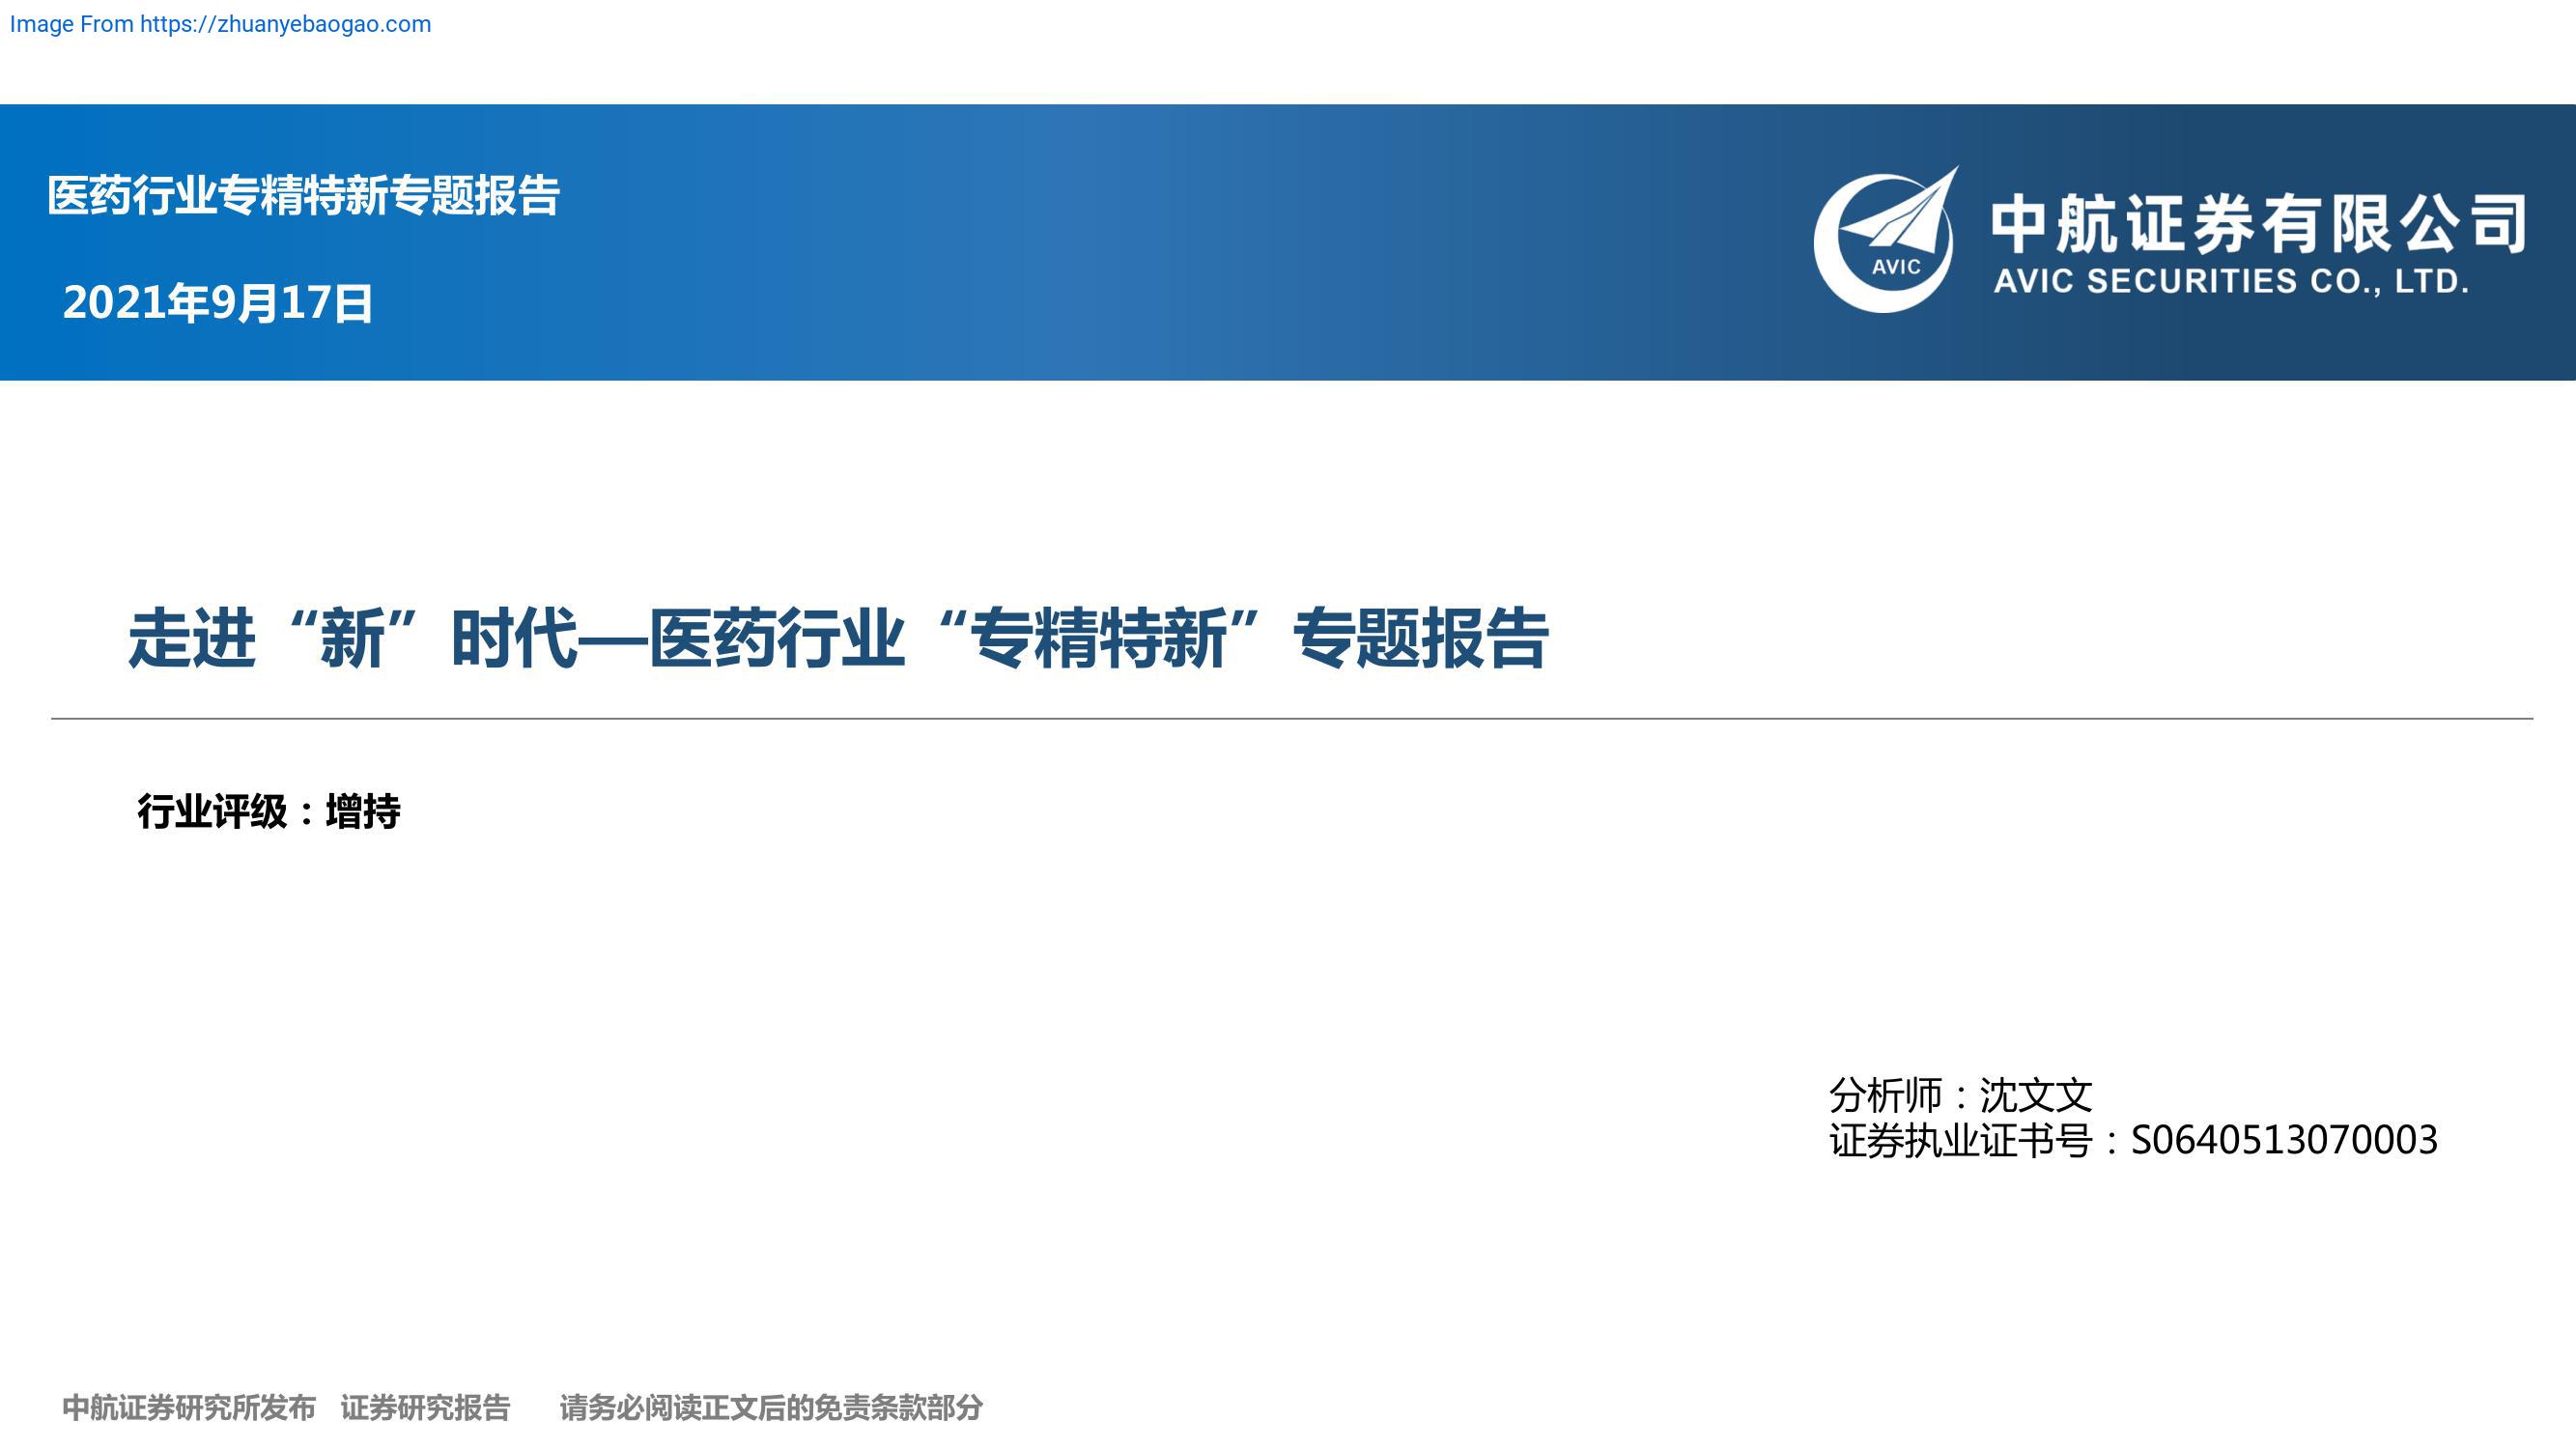 Image From https://zhuanyebaogao.com
医药行业专精特新专题报告
2021年9月17日
AVIC
中航证券有限公司
AVIC SECURITIES CO., LTD.
走进“新”时代—医药行业“专精特新”专题报告
行业评级：增持
分析师：沈文文
证券执业证书号：S0640513070003
中航证券研究所发布 证券研究报告 请务必阅读正文后的免责条款部分